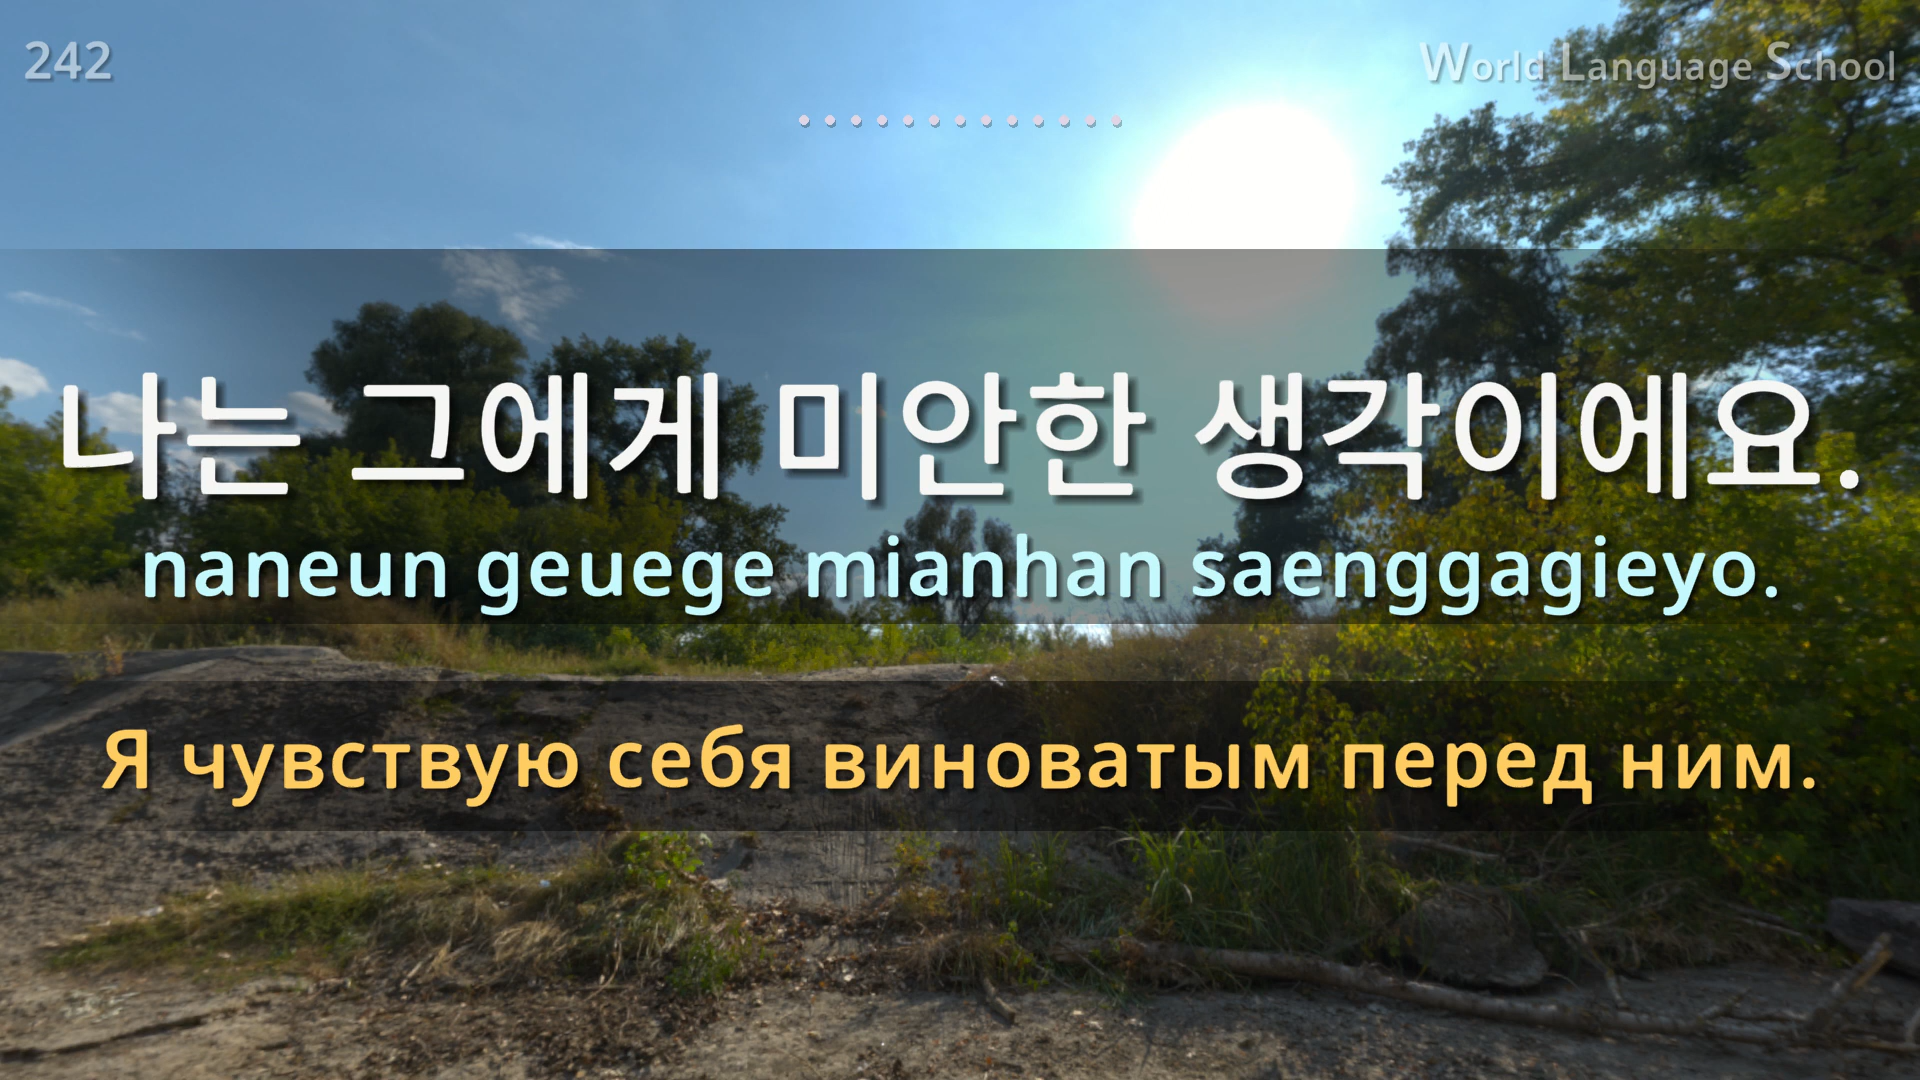 242
World Language School
나는 그에게 미안한 생각이에요.
naneun geuege mianhan saenggagieyo.
Я чувствую себя виноватым перед ним.